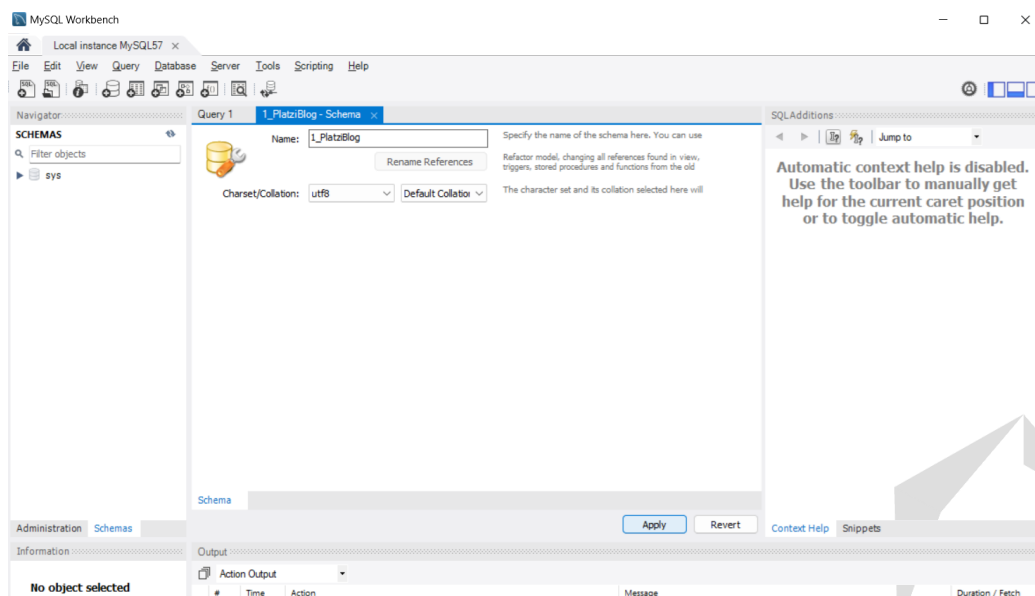 MySQL Workbench
Local instance MySQL57
File Edit View Query Database Server Tools Scripting Help
Navigator
SCHEMAS
Filter objects
sys
Administration Schemas
Information
No object selected
Query 1 1_PlatziBlog - Schema
Name: 1_PlatziBlog
Specify the name of the schema here. You can use
Rename References
Refactor model, changing all references found in view,
triggers, stored procedures and functions from the old
Charset/Collation: utf8 Default Collation
The character set and its collation selected here will
Schema
Apply Revert
Output
Action Output
# Time Action Message Duration / Fetch
SQLAdditions
Jump to
Automatic context help is disabled.
Use the toolbar to manually get
help for the current caret position
or to toggle automatic help.
Context Help Snippets